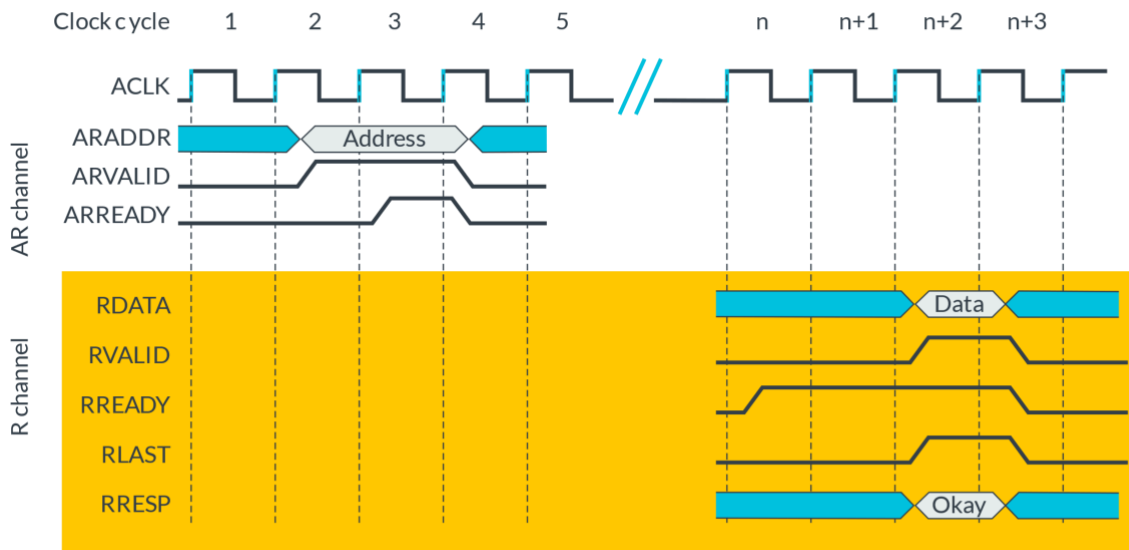 Clock cycle 1 2 3 4 5 n n+1 n+2 n+3
ACLK
AR channel
ARADDR Address
ARVALID
ARREADY
R channel
RDATA Data
RVALID
RREADY
RLAST
RRESP Okay